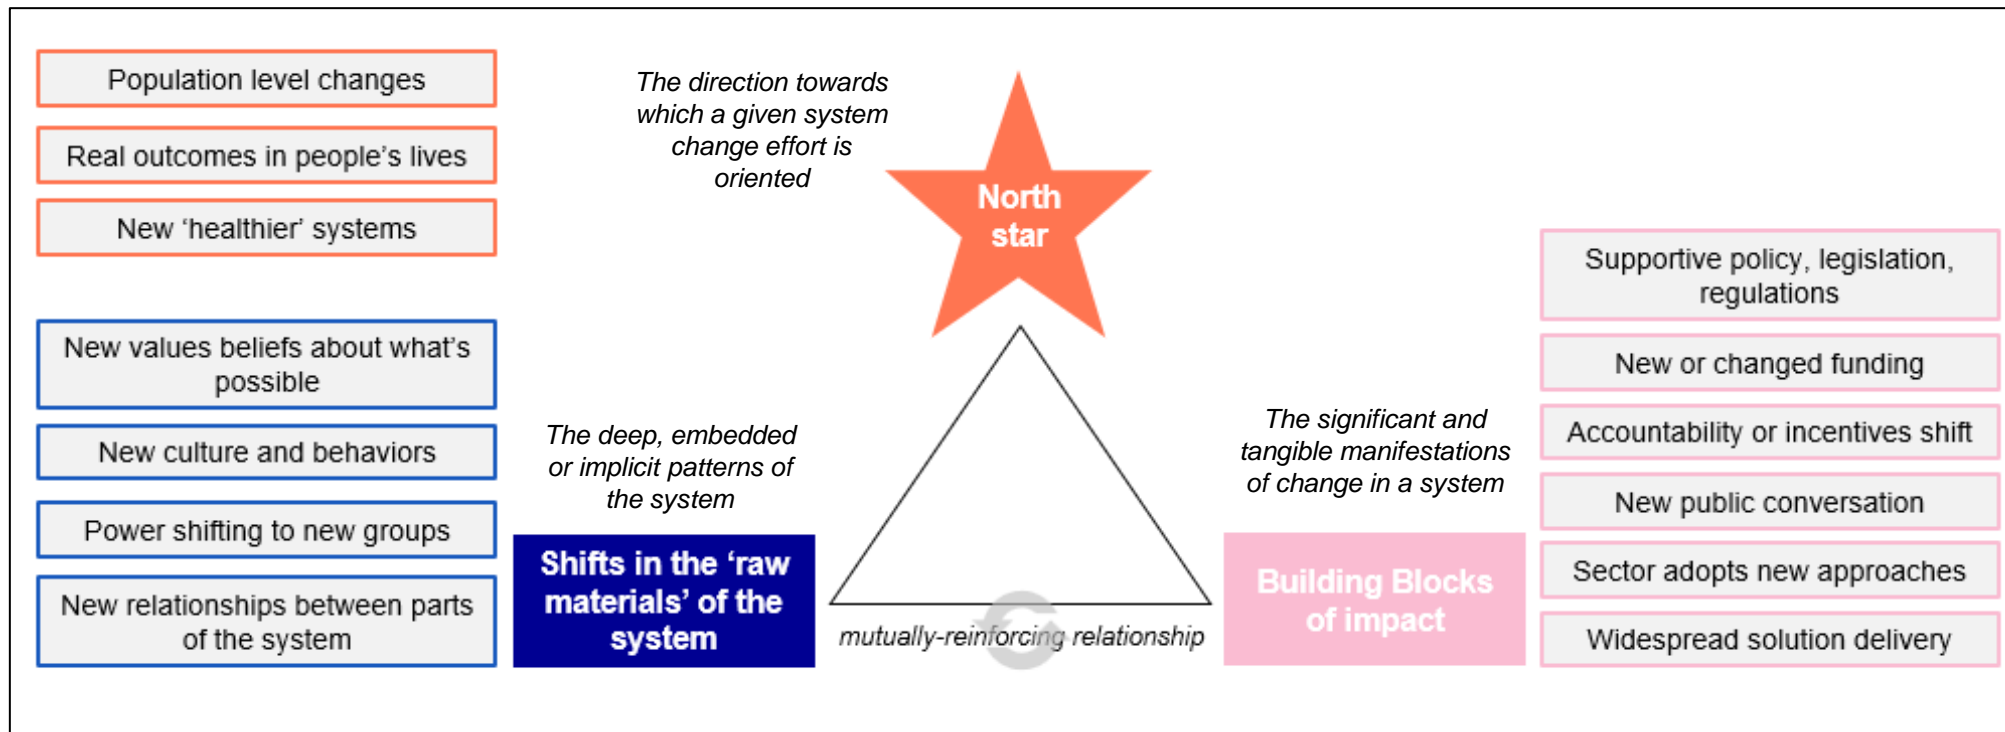 Population level changes
Real outcomes in people's lives
New ‘healthier’ systems
The direction towards
which a given system
change effort is
oriented
North
star
New values beliefs about what's
possible
New culture and behaviors
Power shifting to new groups
New relationships between parts
of the system
The deep, embedded
or implicit patterns of
the system
Shifts in the ‘raw
materials’ of the
system
mutually-reinforcing relationship
The significant and
tangible manifestations
of change in a system
Building Blocks
of impact
Supportive policy, legislation,
regulations
New or changed funding
Accountability or incentives shift
New public conversation
Sector adopts new approaches
Widespread solution delivery